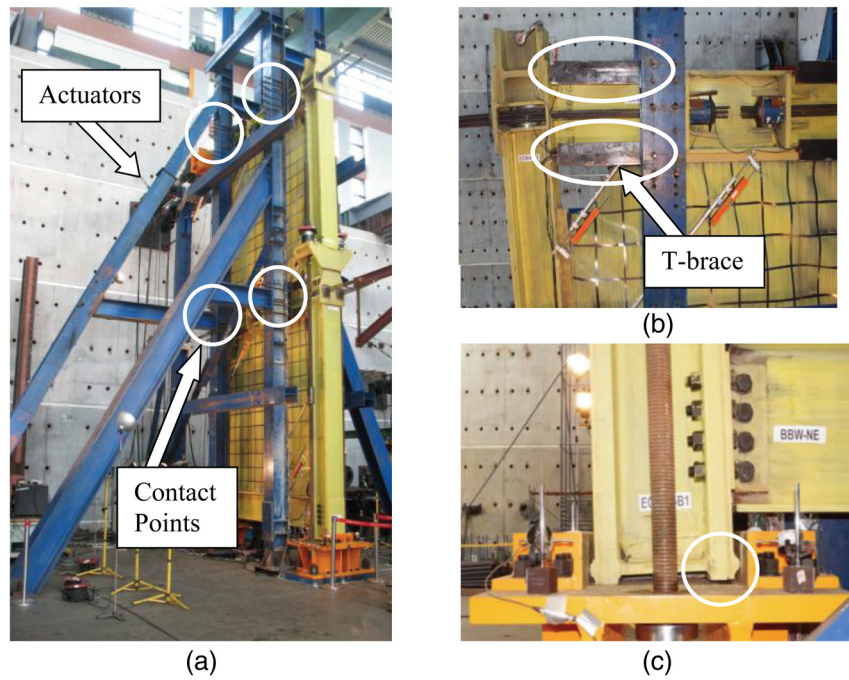 Actuators
Contact
Points
(a)
T-brace
(b)
BBW-NE
(c)